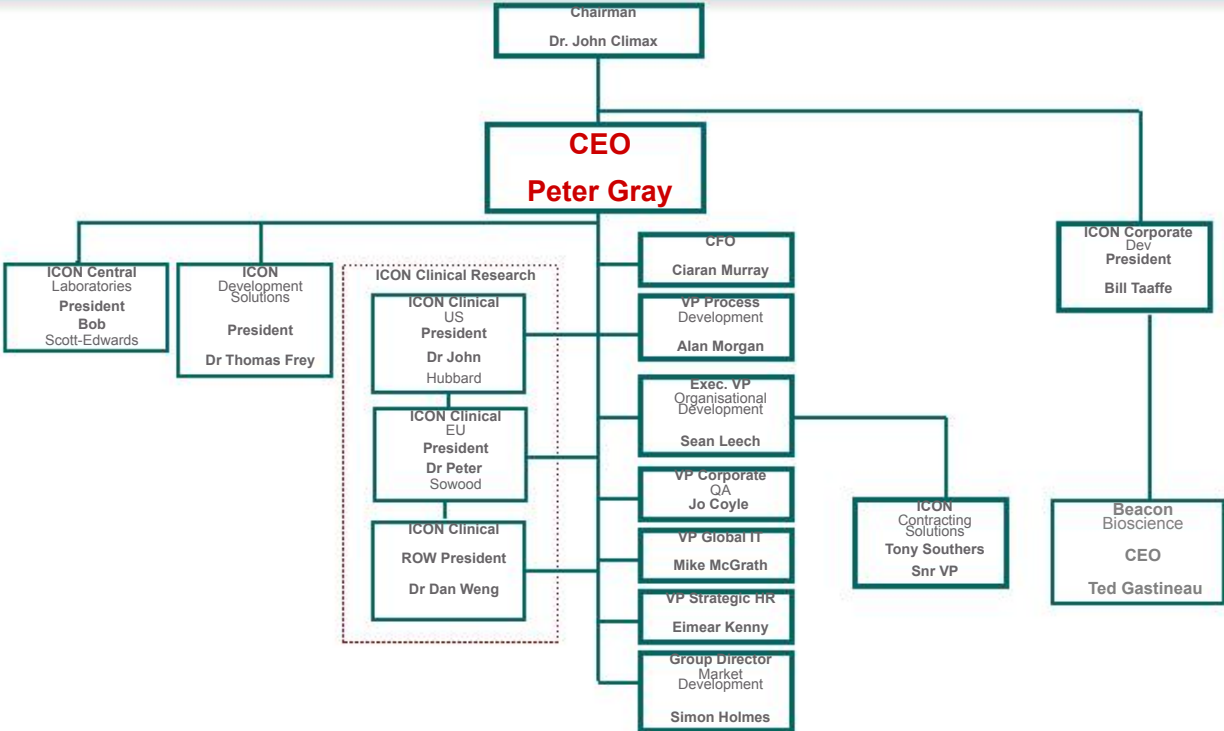 Chairman
Dr. John Climax
CEO
Peter Gray
ICON Central
Laboratories
President
Bob
Scott-Edwards
ICON
Development
Solutions
President
Dr Thomas Frey
ICON Clinical Research
ICON Clinical
US
President
Dr John
Hubbard
ICON Clinical
EU
President
Dr Peter
Sowood
ICON Clinical
ROW President
Dr Dan Weng
CFO
Ciaran Murray
VP Process
Development
Alan Morgan
Exec. VP
Organisational
Development
Sean Leech
VP Corporate
QA
Jo Coyle
VP Global IT
Mike McGrath
VP Strategic HR
Eimear Kenny
Group Director
Market
Development
Simon Holmes
ICON
Contracting
Solutions
Tony Southers
Snr VP
ICON Corporate
Dev
President
Bill Taaffe
Beacon
Bioscience
CEO
Ted Gastineau